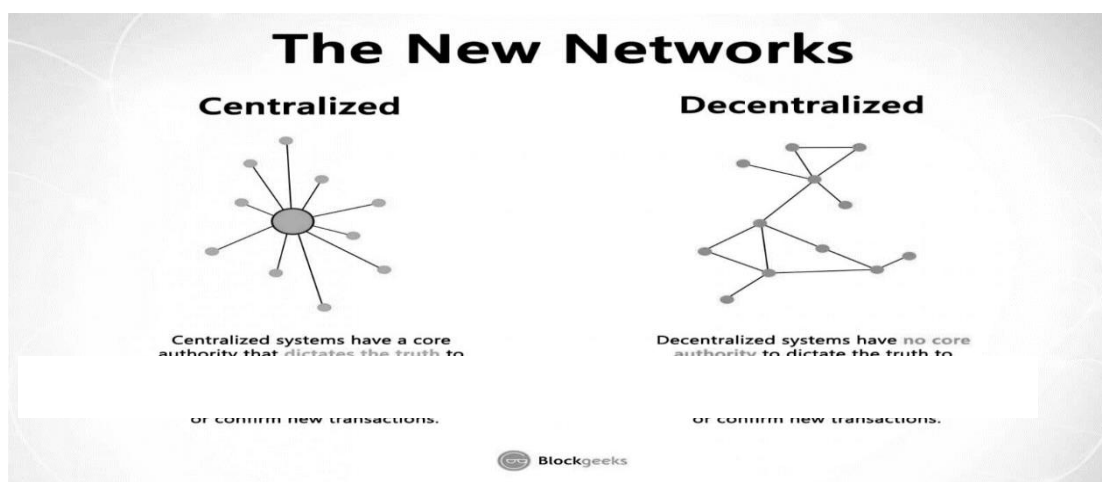 The New Networks
Centralized
Decentralized
Centralized systems have a core
authority that dictates the truth to
or confirm new transactions.
Decentralized systems have no core
authority to dictate the truth to
or confirm new transactions.
Blockgeeks